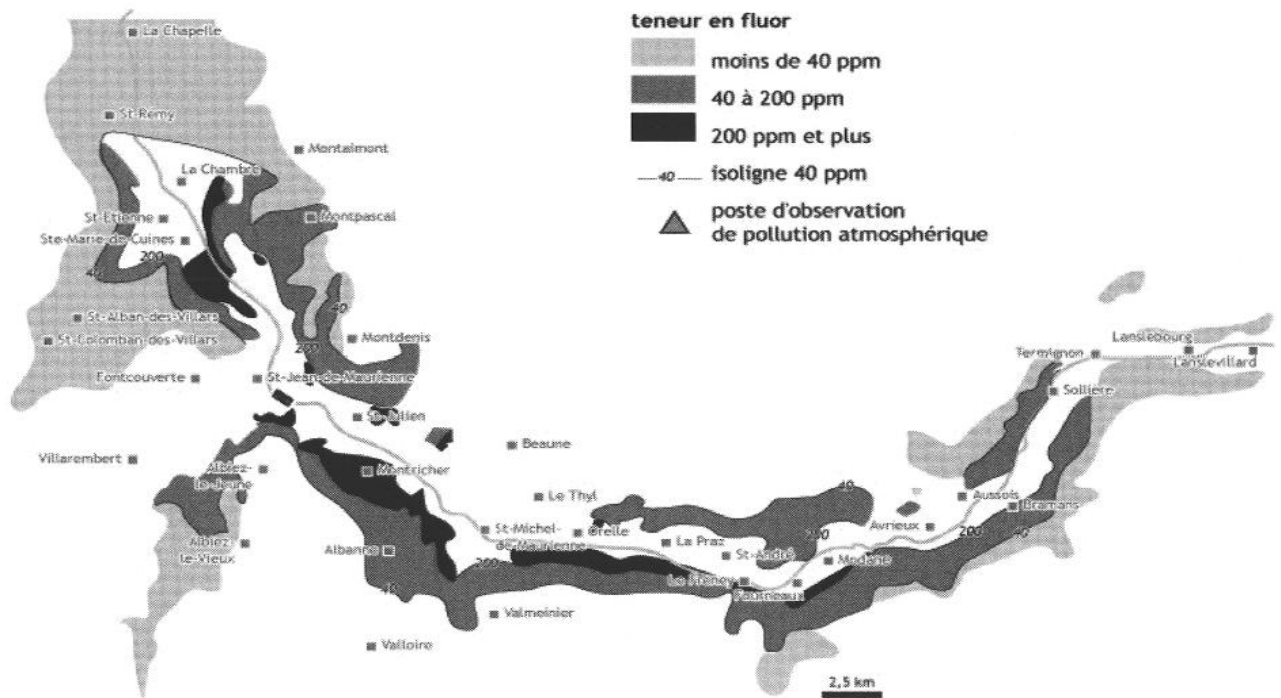 teneur en fluor
moins de 40 ppm
40 à 200 ppm
200 ppm et plus
40
isoligne 40 ppm
poste d'observation
de pollution atmosphérique
La Chapelle
St-Rémy
Montaimont
La Chambre
St-Etienne
Montpascal
Ste-Marie-de-Cuines
200
40
St-Alban-des-Villars
40
St-Colomban-des-Villars
200
Montdenis
Fontcouverte
St-Jean-de-Maurienne
St-Julien
Beaune
Villarembert
Albiez-
le-Jeune
Montricher
Le Thyl
Albiez-
le-Vieux
Albanne
St-Michel-
de-Maurienne
Orelle
La Praz
St-André
200
40
200
Le Freney
Fourneaux
Modane
Avrieux
Aussois
200
Bramans
40
40
Valmeinier
Valloire
Termignon
Lanslebourg
Lanslevillard
Sollière
2,5 km